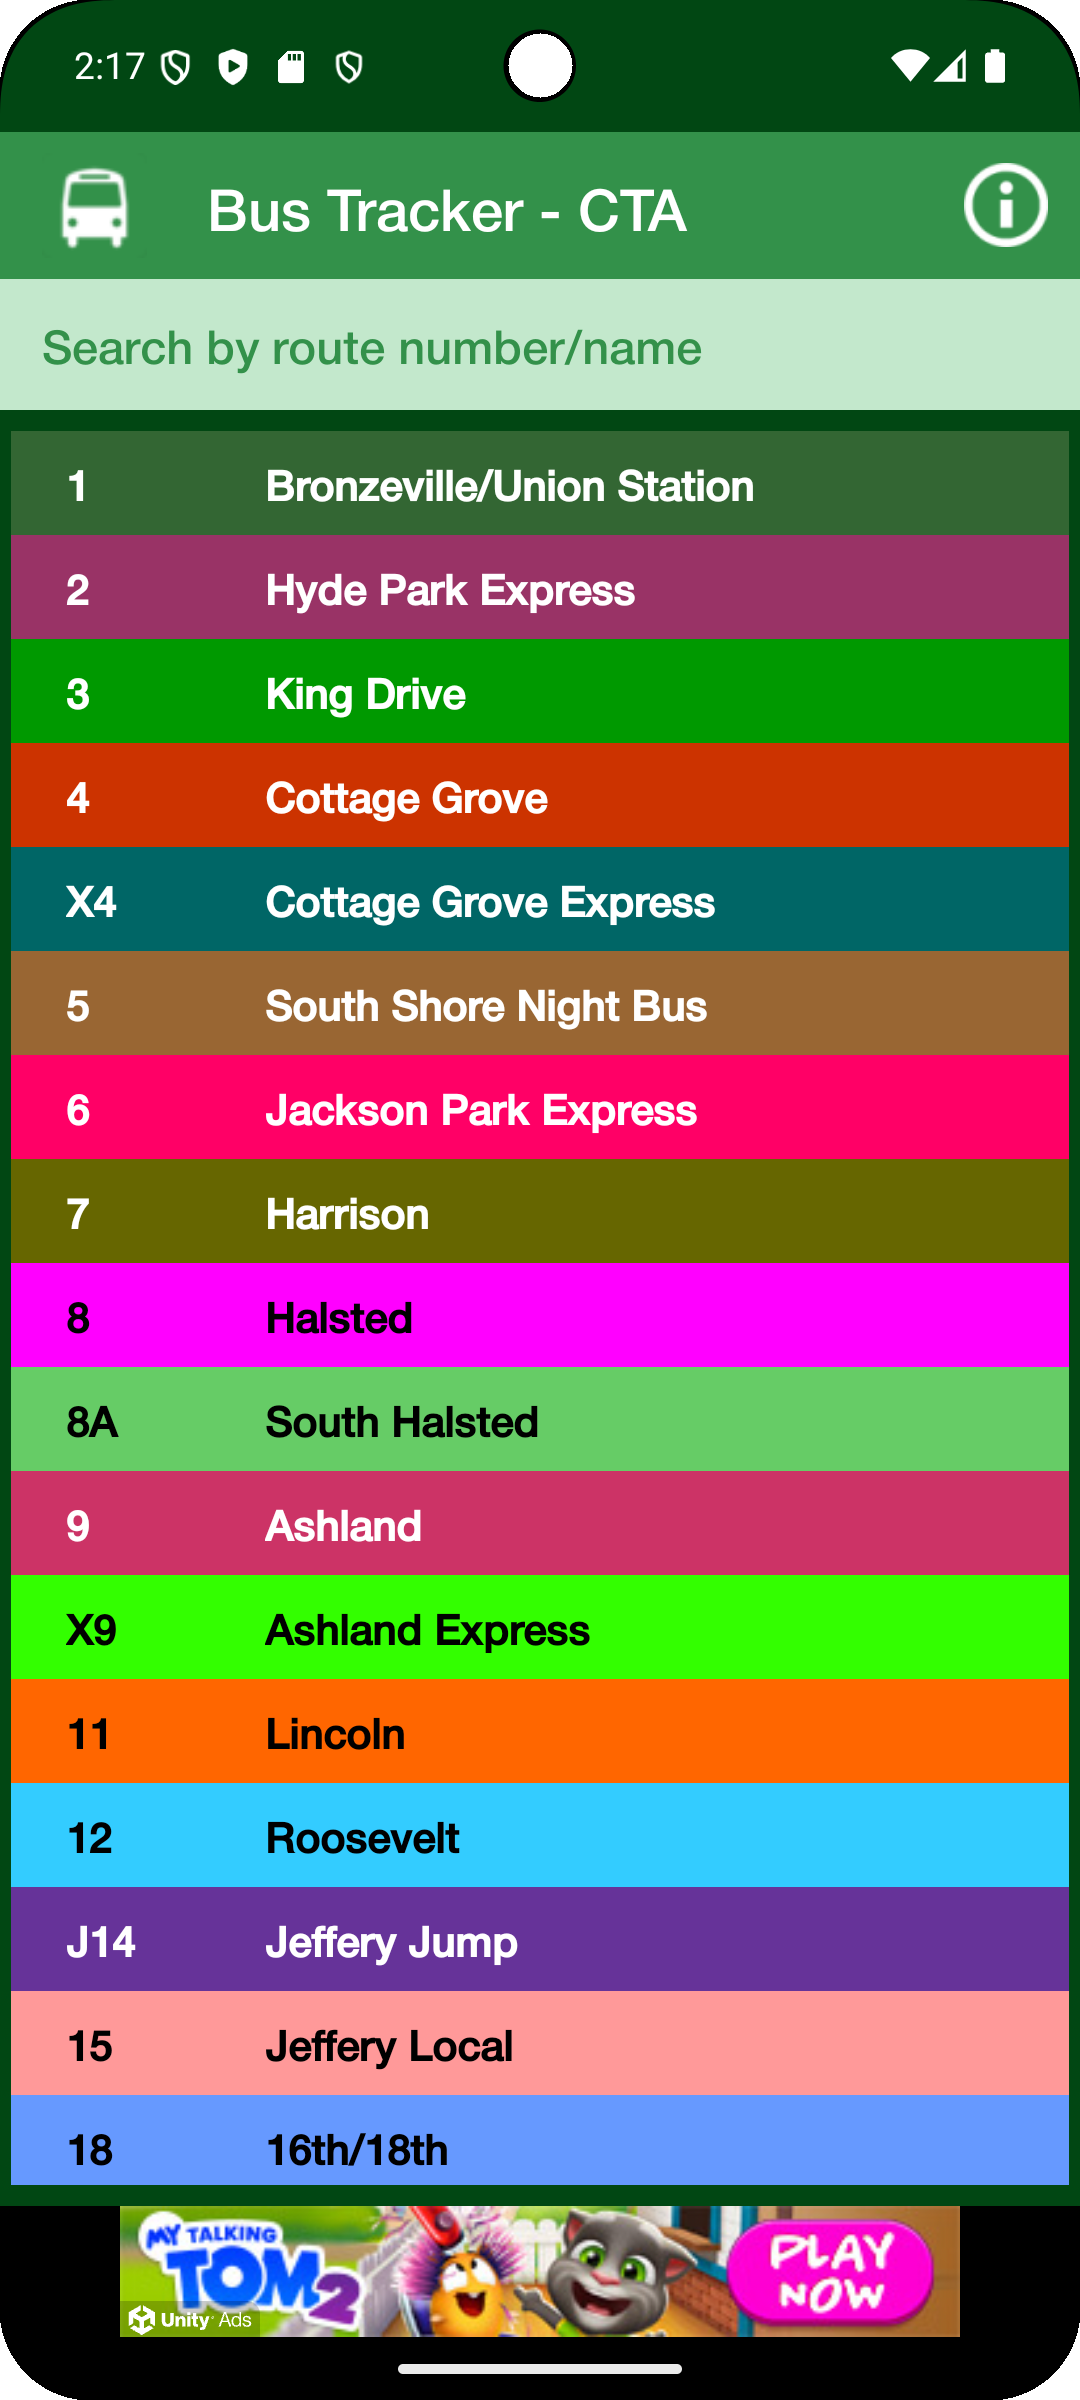 2:17
Bus Tracker - CTA
Search by route number/name
1 Bronzeville/Union Station
2 Hyde Park Express
3 King Drive
4 Cottage Grove
X4 Cottage Grove Express
5 South Shore Night Bus
6 Jackson Park Express
7 Harrison
8 Halsted
8A South Halsted
9 Ashland
X9 Ashland Express
11 Lincoln
12 Roosevelt
J14 Jeffery Jump
15 Jeffery Local
18 16th/18th
MY TALKING
TOM 2
PLAY
NOW
Unity Ads